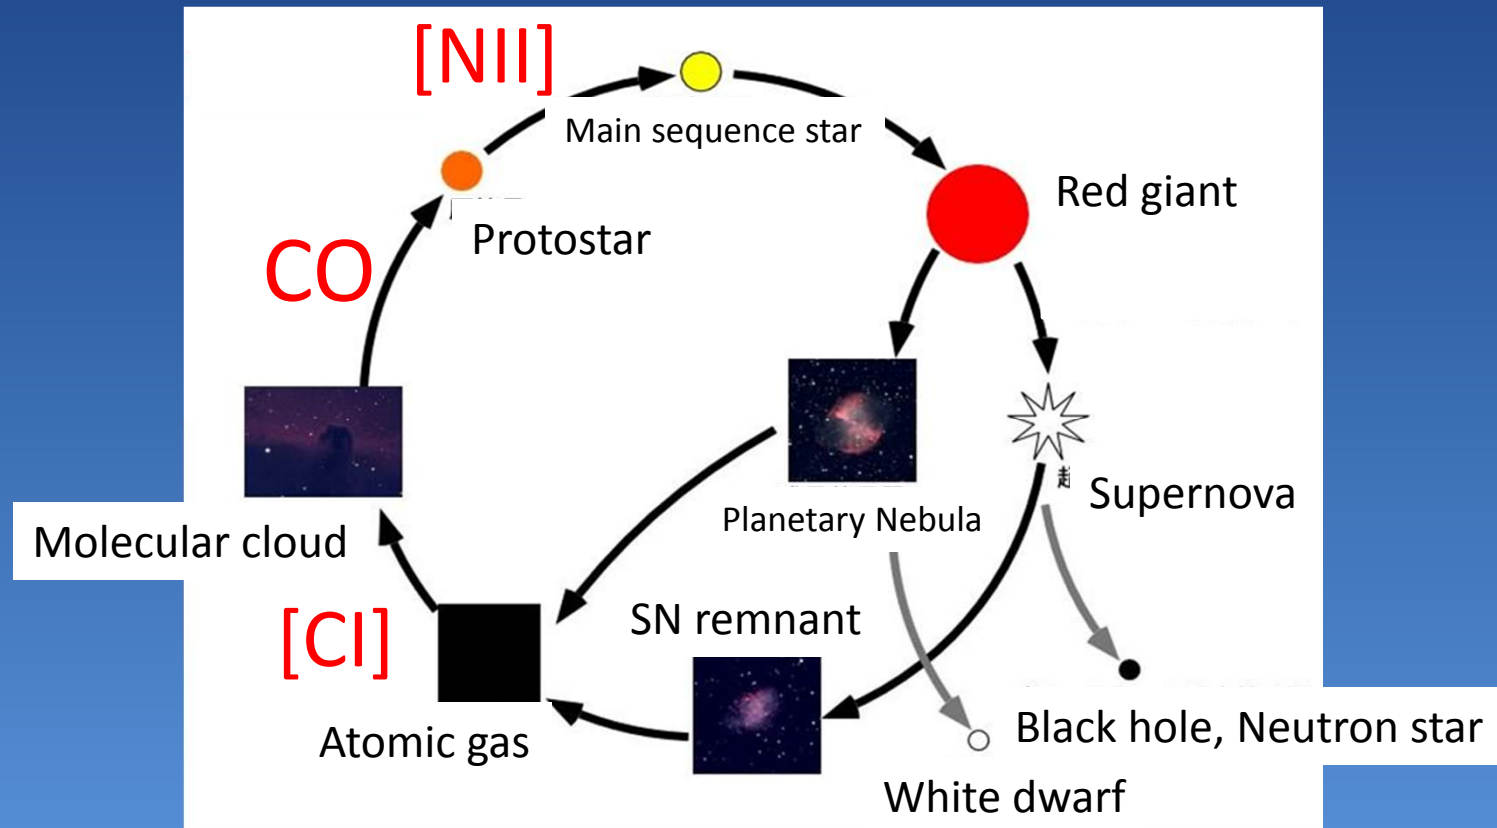 [NII]
Main sequence star
Red giant
Protostar
CO
Supernova
Planetary Nebula
Molecular cloud
SN remnant
[CI]
Black hole, Neutron star
Atomic gas
White dwarf